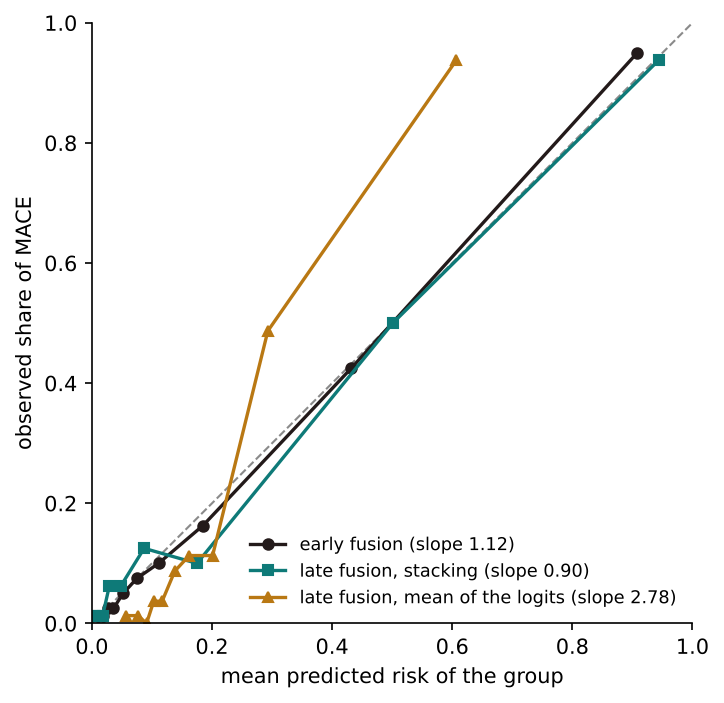 1.0
0.8
0.6
0.4
0.2
0.0
observed share of MACE
early fusion (slope 1.12)
late fusion, stacking (slope 0.90)
late fusion, mean of the logits (slope 2.78)
0.0 0.2 0.4 0.6 0.8 1.0
mean predicted risk of the group